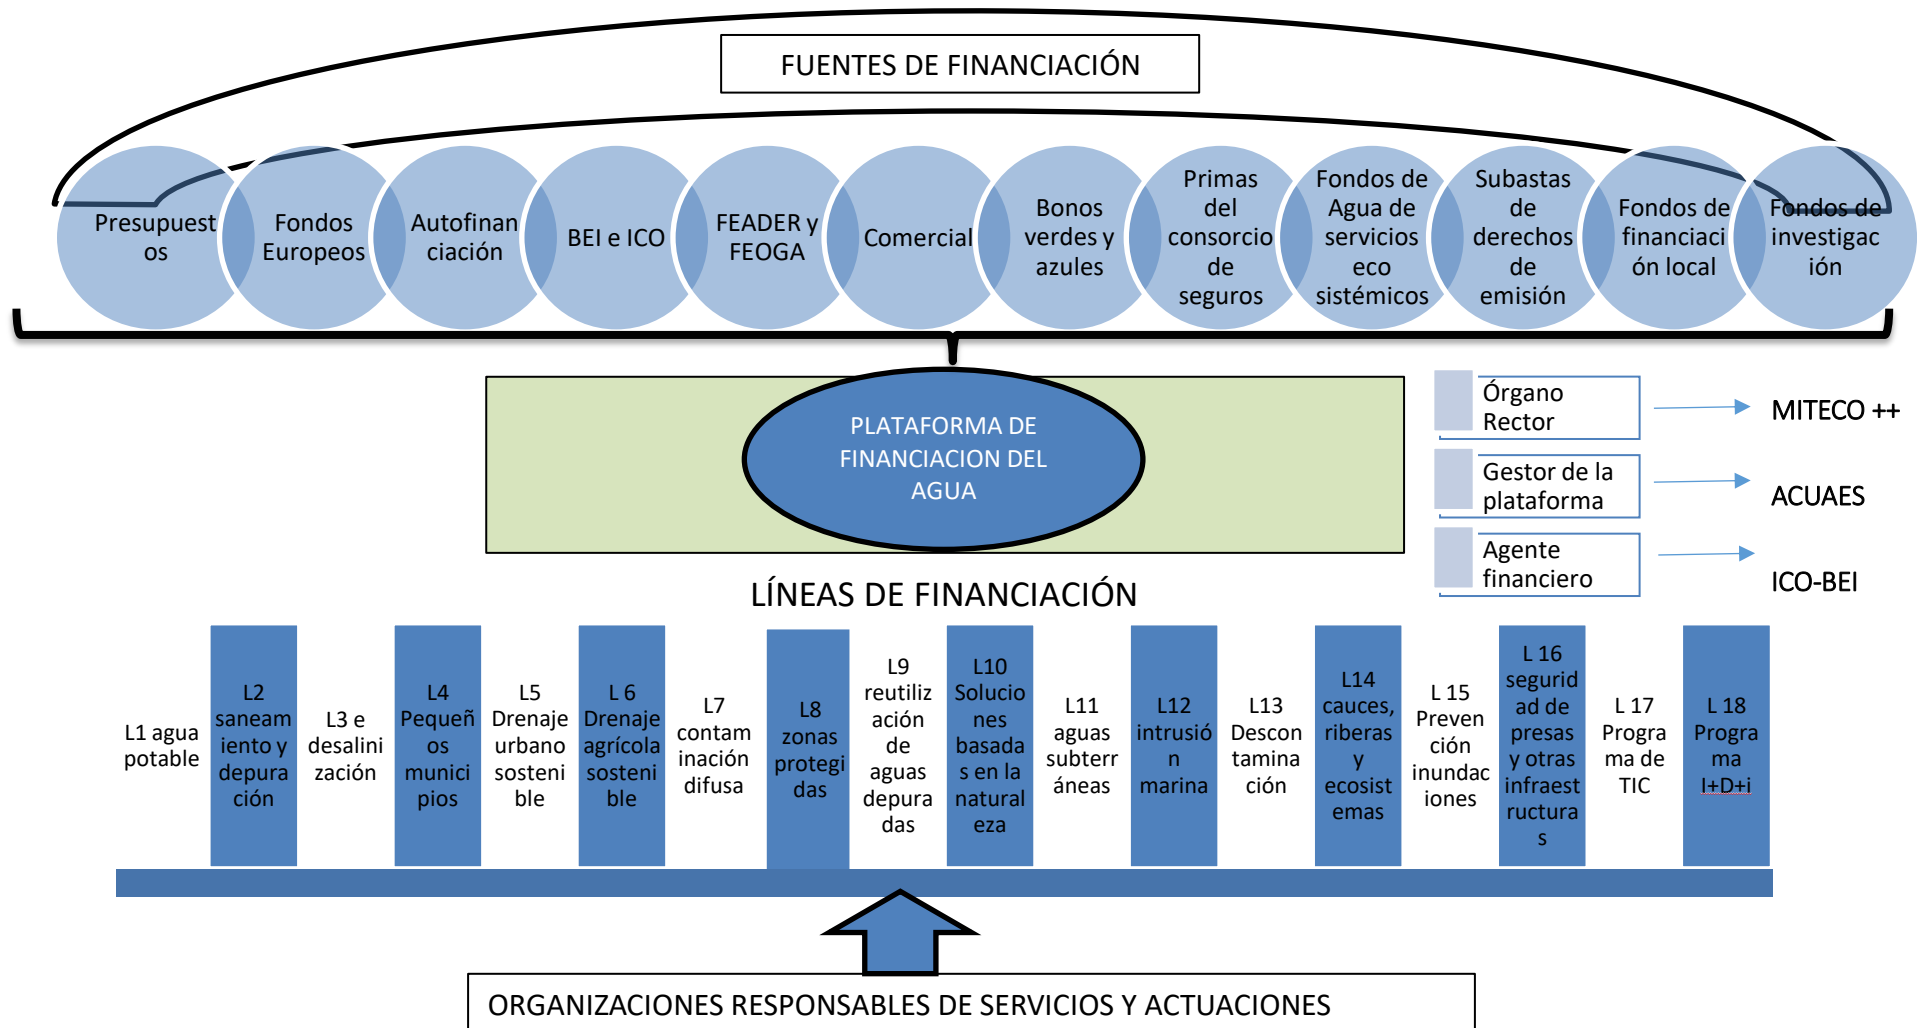 FUENTES DE FINANCIACIÓN
Presupuest
os
Fondos
Europeos
Autofinan
ciación
BEI e ICO
FEADER y
FEOGA
Comercial
Bonos
verdes y
azules
Primas
del
consorcio
de
seguros
Fondos de
Agua de
servicios
eco
sistémicos
Subastas
de
derechos
de
emisión
Fondos de
financiaci
ón local
Fondos de
investigac
ión
PLATAFORMA DE
FINANCIACION DEL
AGUA
Órgano
Rector
MITECO ++
Gestor de la
plataforma
ACUAES
Agente
financiero
ICO-BEI
LÍNEAS DE FINANCIACIÓN
L1 agua
potable
L2
saneam
iento y
depura
ción
L3 e
desalini
zación
L4
Pequeñ
os
munici
pios
L5
Drenaje
urbano
sosteni
ble
L 6
Drenaje
agrícola
sosteni
ble
L7
contam
inación
difusa
L8
zonas
protegi
das
L9
reutiliz
ación
de
aguas
depura
das
L10
Solucio
nes
basada
s en la
natural
eza
L11
aguas
subterr
áneas
L12
intrusió
n
marina
L13
Descon
taminac
ión
L14
cauces,
riberas
y
ecosist
emas
L 15
Preven
ción
inundac
iones
L 16
segurid
ad de
presas
y otras
infraest
ructura
s
L 17
Progra
ma de
TIC
L 18
Progra
ma
I+D+i
ORGANIZACIONES RESPONSABLES DE SERVICIOS Y ACTUACIONES